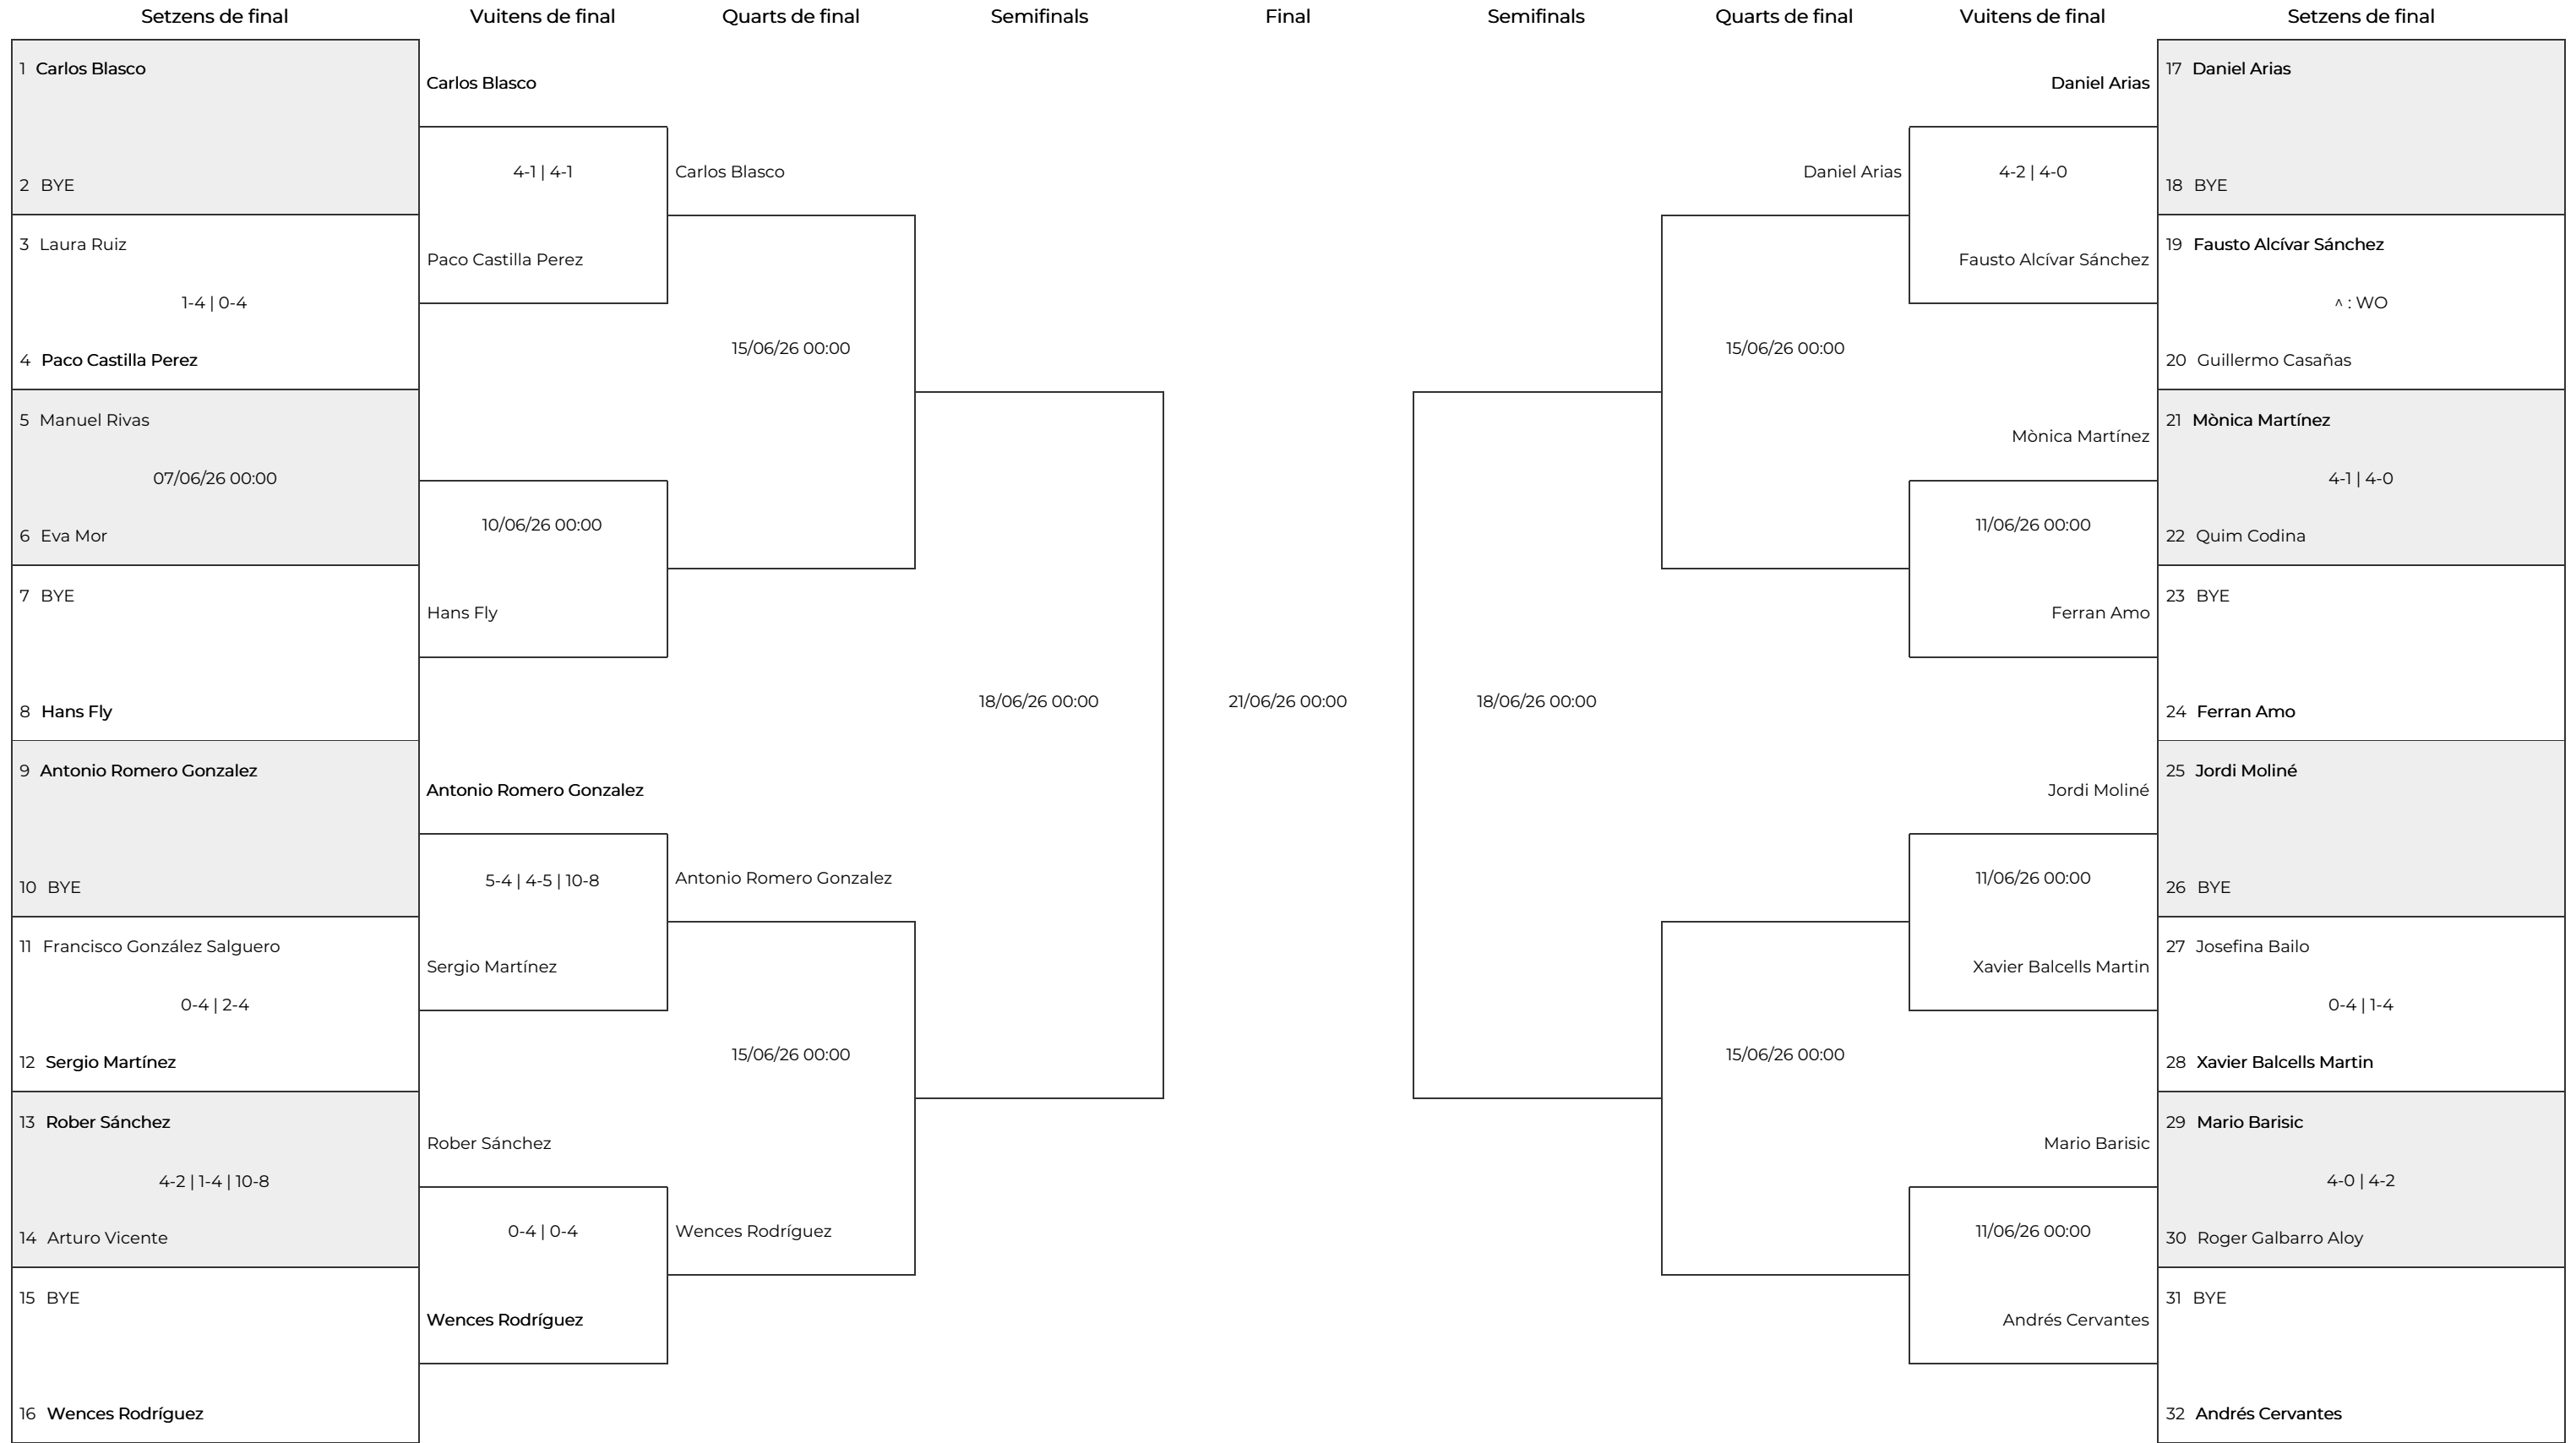 Setzens de final
Vuitens de final
Quarts de final
Semifinals
Final
Semifinals
Quarts de final
Vuitens de final
Setzens de final
1 Carlos Blasco
2 BYE
3 Laura Ruiz
1-4 | 0-4
4 Paco Castilla Perez
5 Manuel Rivas
07/06/26 00:00
6 Eva Mor
7 BYE
8 Hans Fly
9 Antonio Romero Gonzalez
10 BYE
11 Francisco González Salguero
0-4 | 2-4
12 Sergio Martínez
13 Rober Sánchez
4-2 | 1-4 | 10-8
14 Arturo Vicente
15 BYE
16 Wences Rodríguez
Carlos Blasco
4-1 | 4-1
Paco Castilla Perez
10/06/26 00:00
Hans Fly
Antonio Romero Gonzalez
5-4 | 4-5 | 10-8
Sergio Martínez
Rober Sánchez
0-4 | 0-4
Wences Rodríguez
Carlos Blasco
15/06/26 00:00
Antonio Romero Gonzalez
15/06/26 00:00
Wences Rodríguez
18/06/26 00:00
21/06/26 00:00
18/06/26 00:00
Daniel Arias
15/06/26 00:00
15/06/26 00:00
Daniel Arias
4-2 | 4-0
Fausto Alcívar Sánchez
Mònica Martínez
11/06/26 00:00
Ferran Amo
Jordi Moliné
11/06/26 00:00
Xavier Balcells Martin
Mario Barisic
11/06/26 00:00
Andrés Cervantes
17 Daniel Arias
18 BYE
19 Fausto Alcívar Sánchez
^ : WO
20 Guillermo Casañas
21 Mònica Martínez
4-1 | 4-0
22 Quim Codina
23 BYE
24 Ferran Amo
25 Jordi Moliné
26 BYE
27 Josefina Bailo
0-4 | 1-4
28 Xavier Balcells Martin
29 Mario Barisic
4-0 | 4-2
30 Roger Galbarro Aloy
31 BYE
32 Andrés Cervantes